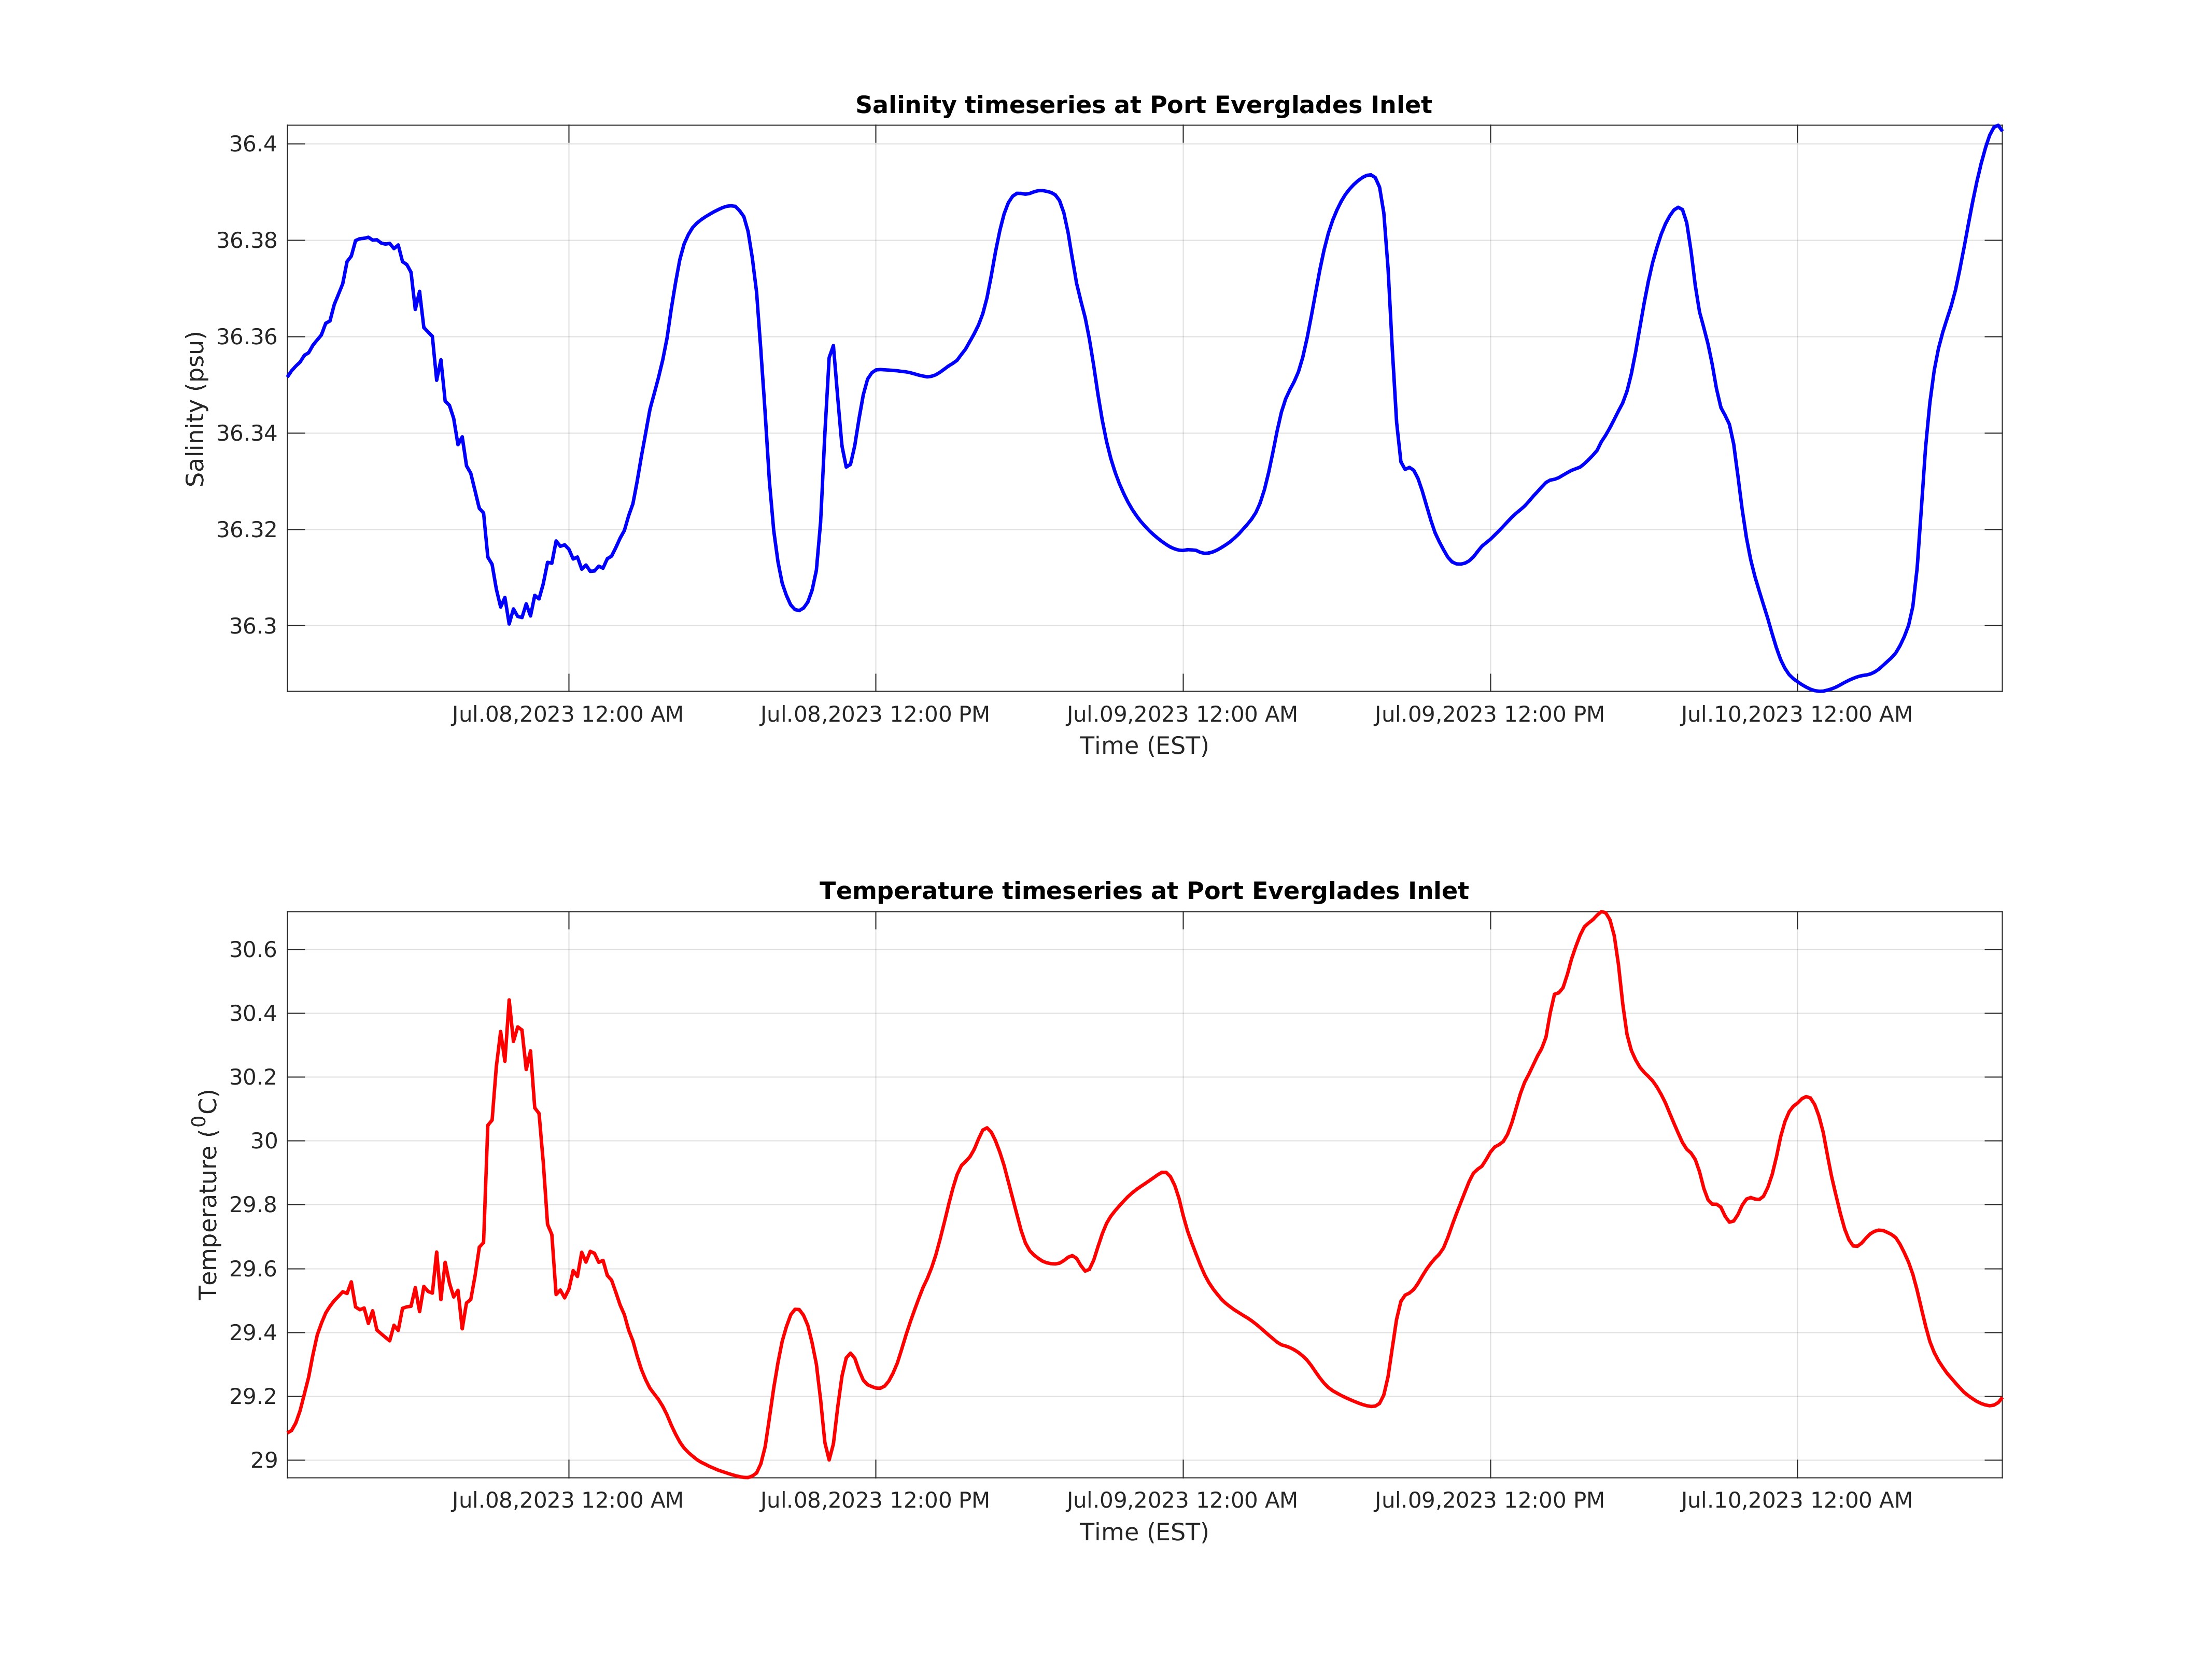 Salinity timeseries at Port Everglades Inlet
36.4
36.38
36.36
36.34
36.32
36.3
Salinity (psu)
Jul.08,2023 12:00 AM
Jul.08,2023 12:00 PM
Jul.09,2023 12:00 AM
Jul.09,2023 12:00 PM
Jul.10,2023 12:00 AM
Time (EST)
Temperature timeseries at Port Everglades Inlet
30.6
30.4
30.2
30
29.8
29.6
29.4
29.2
29
Temperature (⁰C)
Jul.08,2023 12:00 AM
Jul.08,2023 12:00 PM
Jul.09,2023 12:00 AM
Jul.09,2023 12:00 PM
Jul.10,2023 12:00 AM
Time (EST)